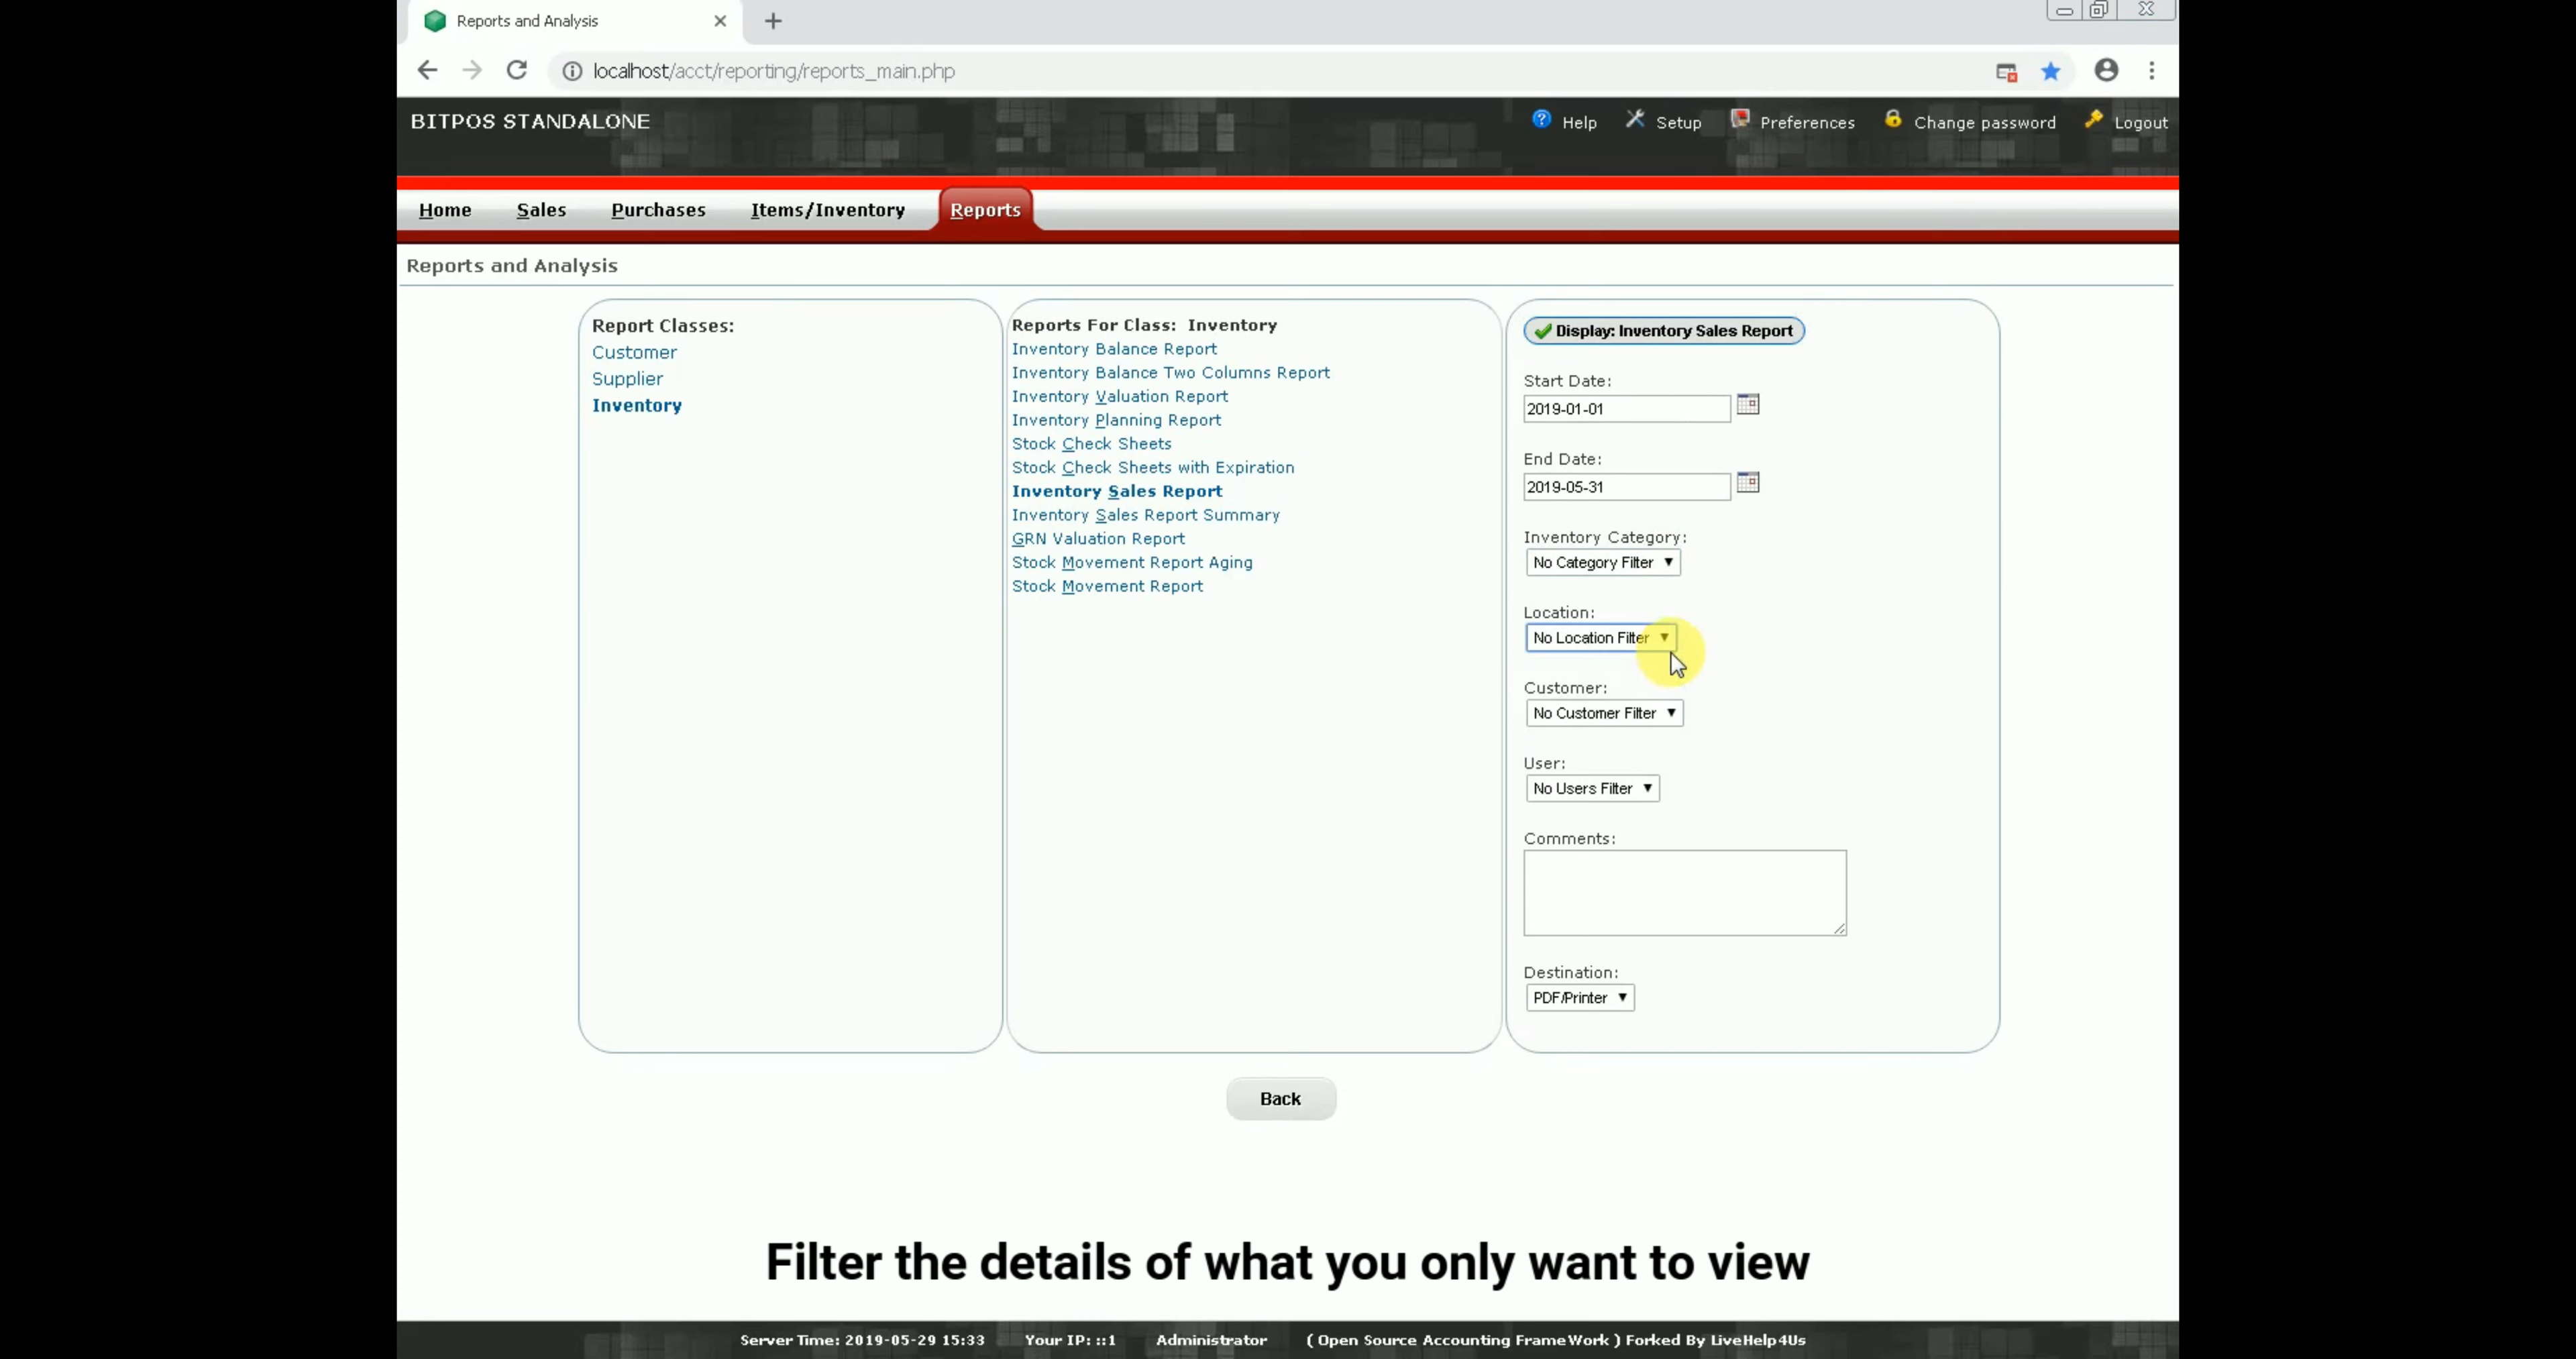 Reports and Analysis
localhost/acct/reporting/reports_main.php
BITPOS STANDALONE
Help Setup Preferences Change password Logout
Home Sales Purchases Items/Inventory Reports
Reports and Analysis
Report Classes:
Customer
Supplier
Inventory
Reports For Class: Inventory
Inventory Balance Report
Inventory Balance Two Columns Report
Inventory Valuation Report
Inventory Planning Report
Stock Check Sheets
Stock Check Sheets with Expiration
Inventory Sales Report
Inventory Sales Report Summary
GRN Valuation Report
Stock Movement Report Aging
Stock Movement Report
Display: Inventory Sales Report
Start Date:
2019-01-01
End Date:
2019-05-31
Inventory Category:
No Category Filter
Location:
No Location Filter
Customer:
No Customer Filter
User:
No Users Filter
Comments:
Destination:
PDF/Printer
Back
Filter the details of what you only want to view
Server Time: 2019-05-29 15:33 Your IP: ::1 Administrator ( Open Source Accounting FrameWork ) Forked By LiveHelp4Us